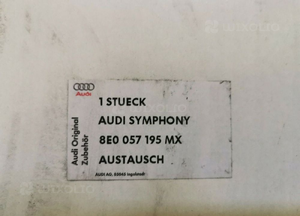 Audi
Audi Original
Zubehör
1 STUECK
AUDI SYMPHONY
8E0 057 195 MX
AUSTAUSCH
AUDI AG. 85045 Ingolstadt